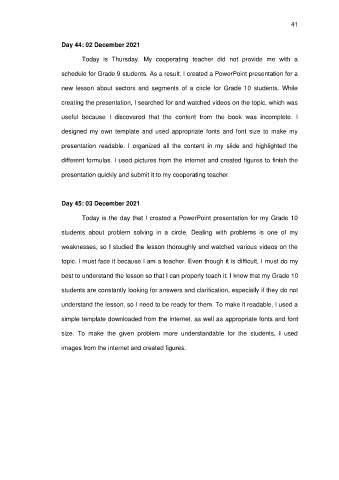 41
Day 44: 02 December 2021
Today is Thursday. My cooperating teacher did not provide me with a
schedule for Grade 9 students. As a result, I created a PowerPoint presentation for a
new lesson about sectors and segments of a circle for Grade 10 students. While
creating the presentation, I searched for and watched videos on the topic, which was
useful because I discovered that the content from the book was incomplete. I
designed my own template and used appropriate fonts and font size to make my
presentation readable. I organized all the content in my slide and highlighted the
different formulas. I used pictures from the internet and created figures to finish the
presentation quickly and submit it to my cooperating teacher.
Day 45: 03 December 2021
Today is the day that I created a PowerPoint presentation for my Grade 10
students about problem solving in a circle. Dealing with problems is one of my
weaknesses, so I studied the lesson thoroughly and watched various videos on the
topic. I must face it because I am a teacher. Even though it is difficult, I must do my
best to understand the lesson so that I can properly teach it. I know that my Grade 10
students are constantly looking for answers and clarification, especially if they do not
understand the lesson, so I need to be ready for them. To make it readable, I used a
simple template downloaded from the internet, as well as appropriate fonts and font
size. To make the given problem more understandable for the students, I used
images from the internet and created figures.